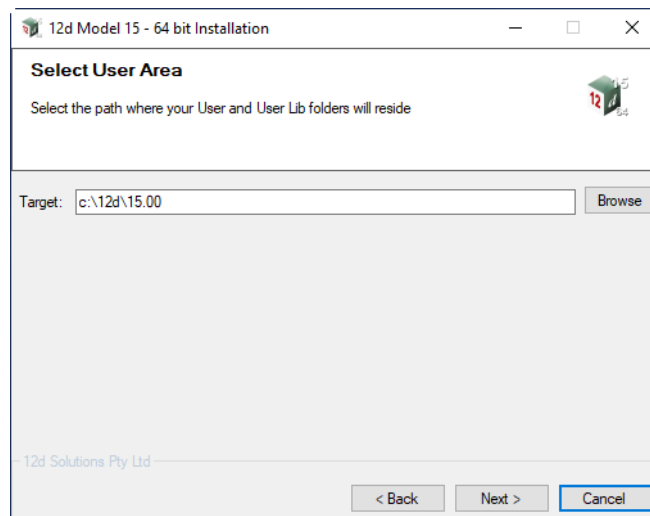 12d Model 15 - 64 bit Installation
Select User Area
Select the path where your User and User Lib folders will reside
15
12 d
64
Target: c:\12d\15.00 Browse
12d Solutions Pty Ltd
< Back Next > Cancel